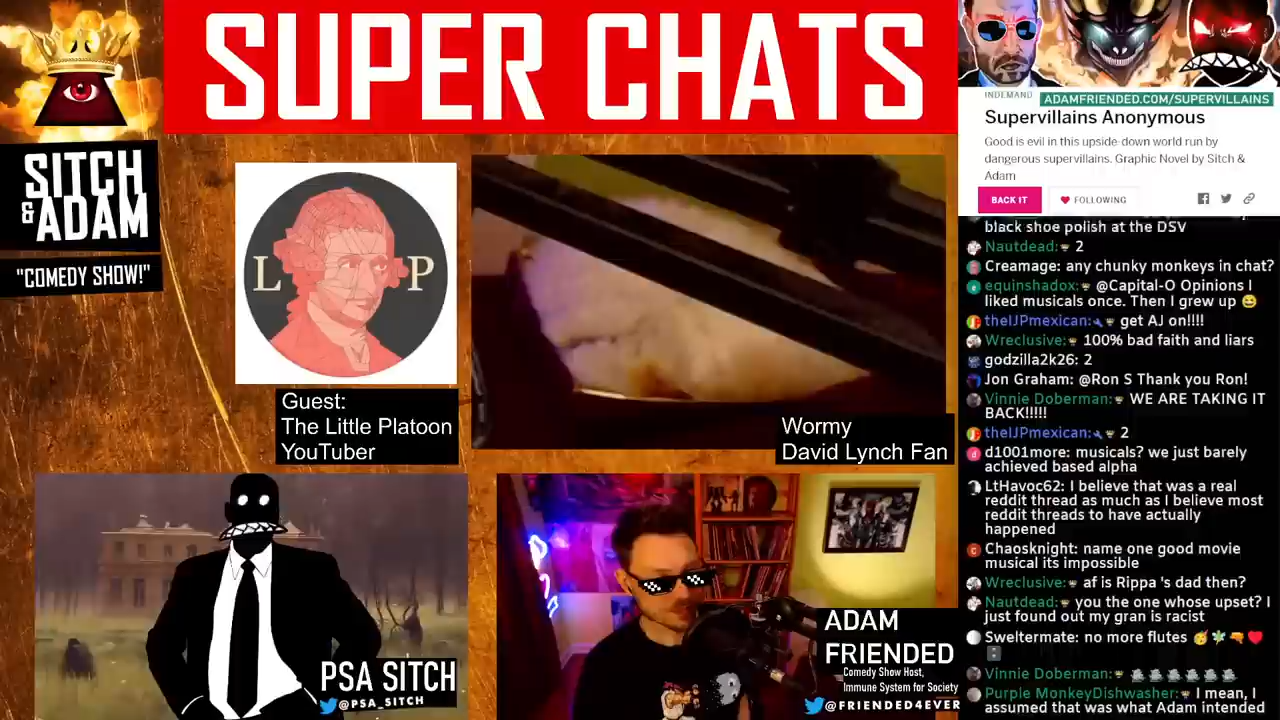 SUPER CHATS
SITCH
& ADAM
"COMEDY SHOW!"
L P
Guest:
The Little Platoon
YouTuber
Wormy
David Lynch Fan
PSA SITCH
@PSA_SITCH
ADAM
FRIENDED
Comedy Show Host,
Immune System for Society
@FRIENDED4EVER
INDEMAND
ADAMFRIENDED.COM/SUPERVILLAINS
Supervillains Anonymous
Good is evil in this upside-down world run by
dangerous supervillains. Graphic Novel by Sitch &
Adam
BACK IT
FOLLOWING
black shoe polish at the DSV
Nautdead: 2
Creamage: any chunky monkeys in chat?
equinshadox: @Capital-O Opinions I
liked musicals once. Then I grew up 😅
theIJPmexican: get AJ on!!!!
Wreclusive: 100% bad faith and liars
godzilla2k26: 2
Jon Graham: @Ron S Thank you Ron!
Vinnie Doberman: WE ARE TAKING IT
BACK!!!!!
theIJPmexican: 2
d1001more: musicals? we just barely
achieved based alpha
LtHavoc62: I believe that was a real
reddit thread as much as I believe most
reddit threads to have actually
happened
Chaosknight: name one good movie
musical its impossible
Wreclusive: af is Rippa 's dad then?
Nautdead: you the one whose upset? I
just found out my gran is racist
Sweltermate: no more flutes
Vinnie Doberman:
Purple MonkeyDishwasher: I mean, I
assumed that was what Adam intended